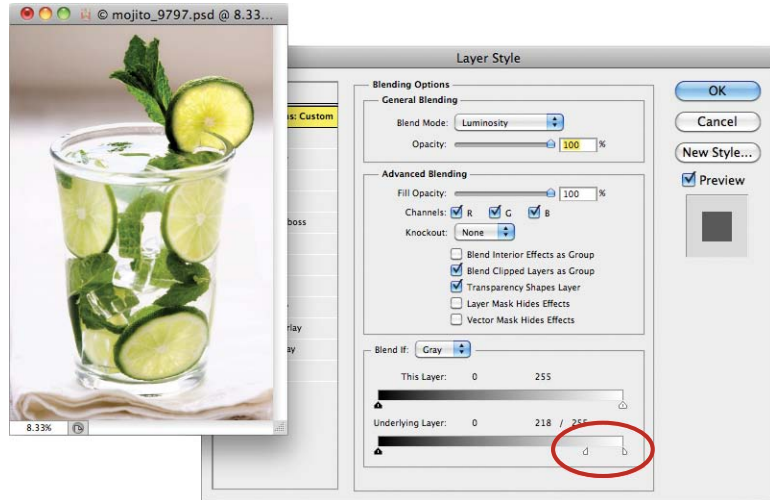 © mojito_9797.psd @ 8.33...
8.33%
Layer Style
s: Custom
boss
rlay
ay
Blending Options
General Blending
Blend Mode: Luminosity
Opacity: 100 %
Advanced Blending
Fill Opacity: 100 %
Channels: R G B
Knockout: None
Blend Interior Effects as Group
Blend Clipped Layers as Group
Transparency Shapes Layer
Layer Mask Hides Effects
Vector Mask Hides Effects
Blend If: Gray
This Layer: 0 255
Underlying Layer: 0 218 / 255
OK
Cancel
New Style...
Preview